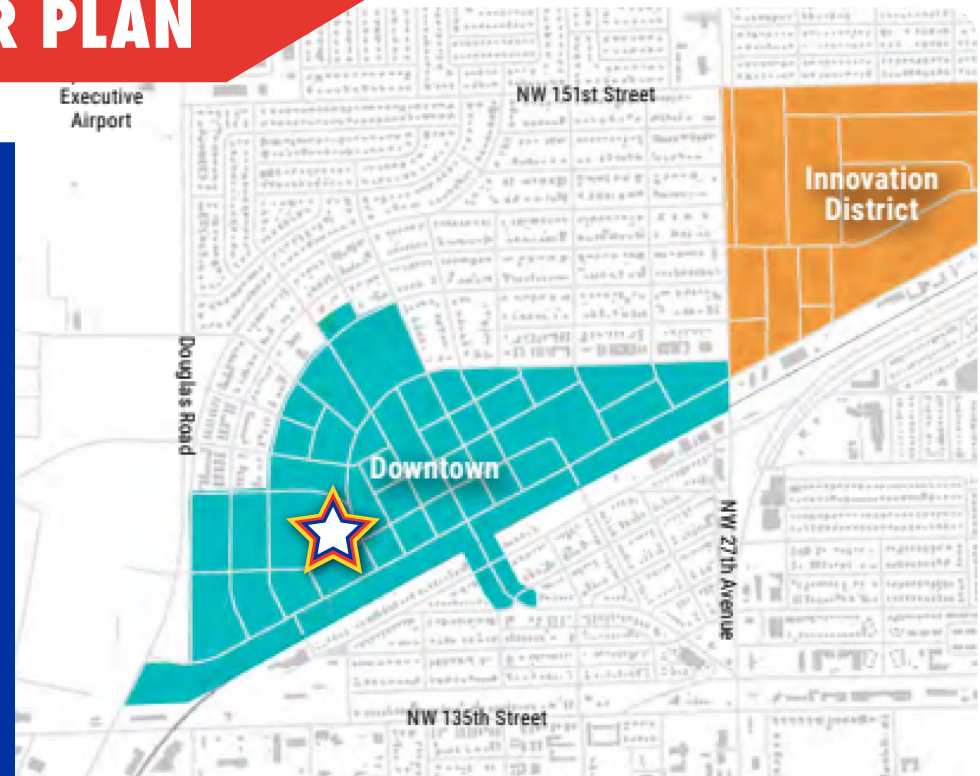 R PLAN
Executive
Airport
NW 151st Street
Innovation
District
Douglas Road
Downtown
NW 27th Avenue
NW 135th Street